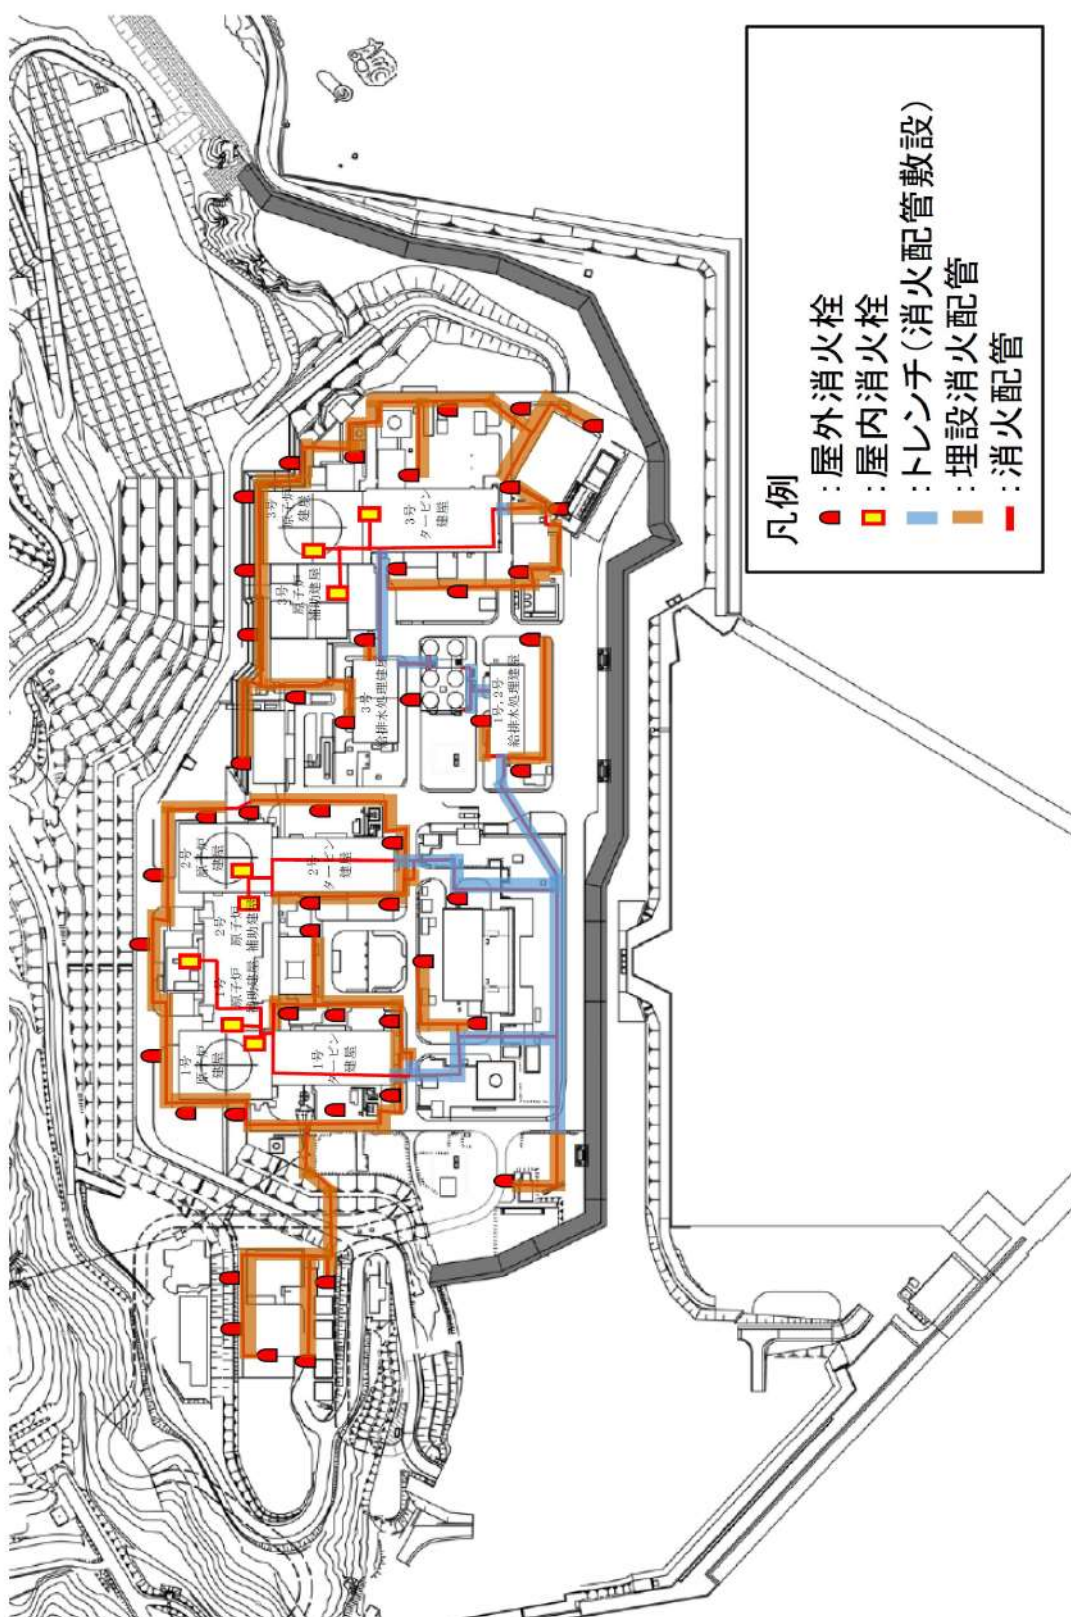 3号
原子炉
建屋
3号
タービン
建屋
3号
原子炉
補助建屋
3号
給排水処理建屋
1号,2号
給排水処理建屋
2号
原子炉
建屋
2号
タービン
建屋
2号
原子炉
補助建屋
1号
原子炉
補助建屋
1号
原子炉
建屋
1号
タービン
建屋
凡例
:屋外消火栓
:屋内消火栓
:トレンチ(消火配管敷設)
:埋設消火配管
:消火配管